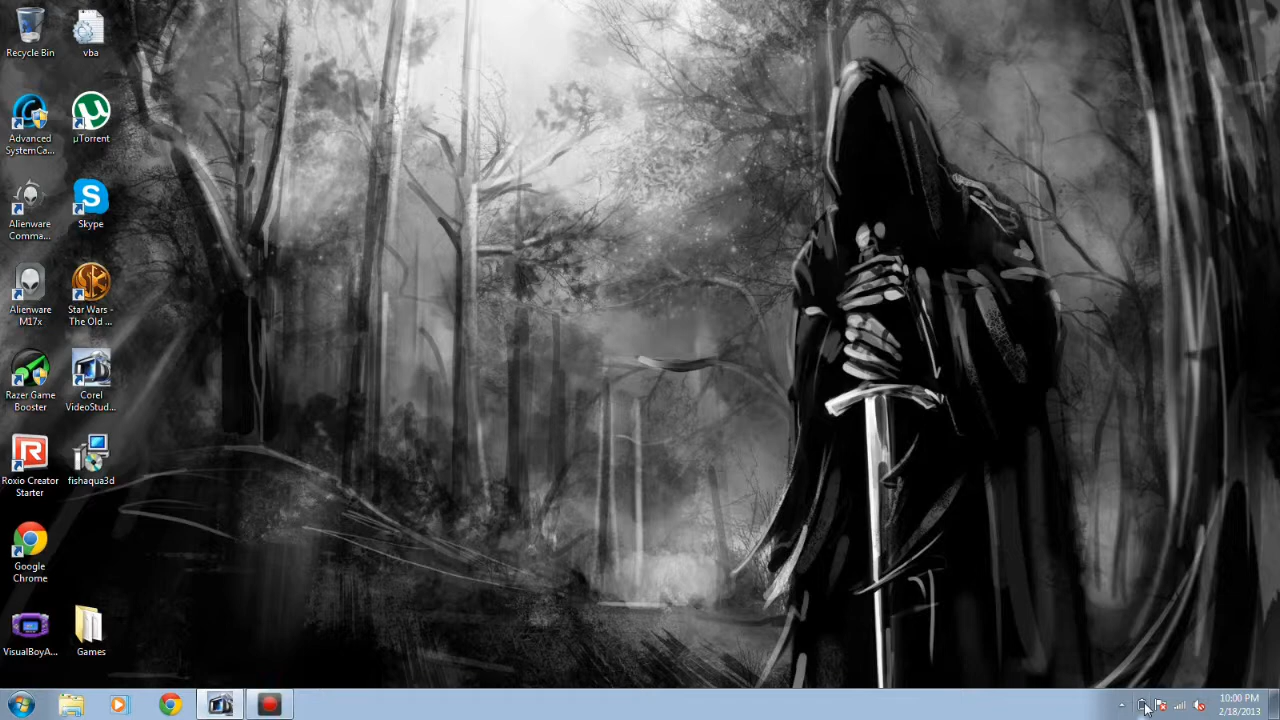 Recycle Bin
vba
Advanced
SystemCa...
µTorrent
Alienware
Comma...
Skype
Alienware
M17x
Star Wars -
The Old ...
Razer Game
Booster
Corel
VideoStud...
Roxio Creator
Starter
fishaqua3d
Google
Chrome
VisualBoyA...
Games
10:00 PM
2/18/2013